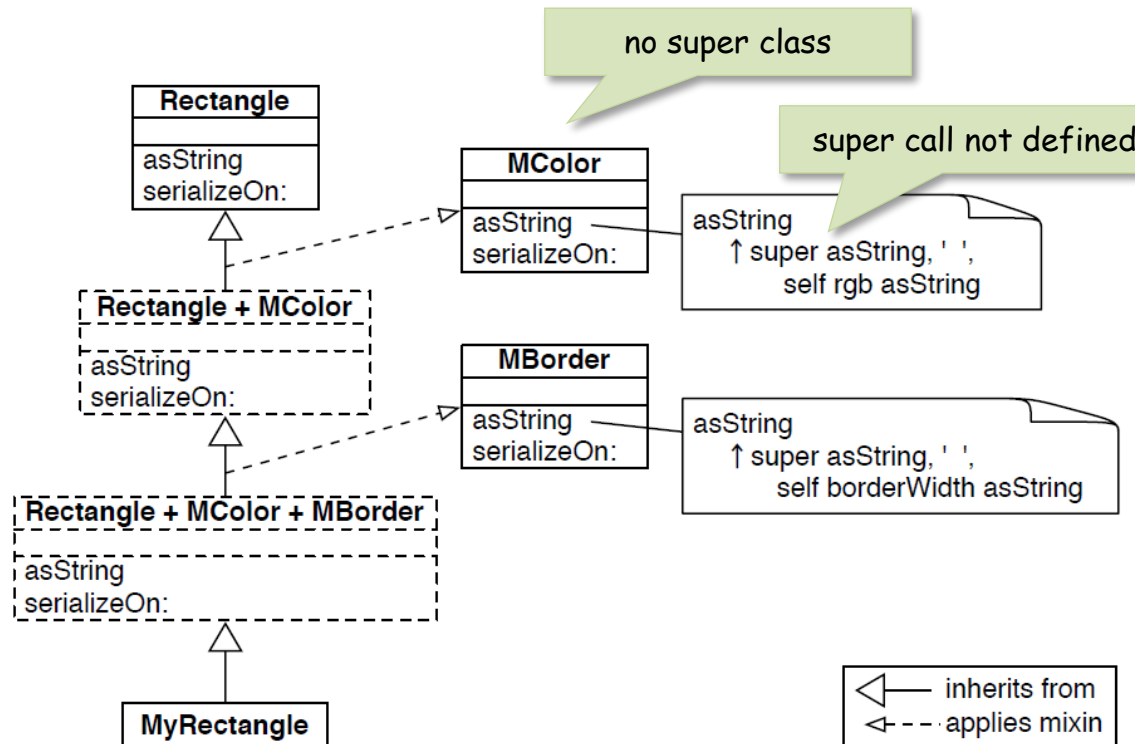 no super class
super call not defined
Rectangle
asString
serializeOn:
MColor
asString
serializeOn:
asString
↑ super asString, ' ',
self rgb asString
Rectangle + MColor
asString
serializeOn:
MBorder
asString
serializeOn:
asString
↑ super asString, ' ',
self borderWidth asString
Rectangle + MColor + MBorder
asString
serializeOn:
MyRectangle
inherits from
applies mixin